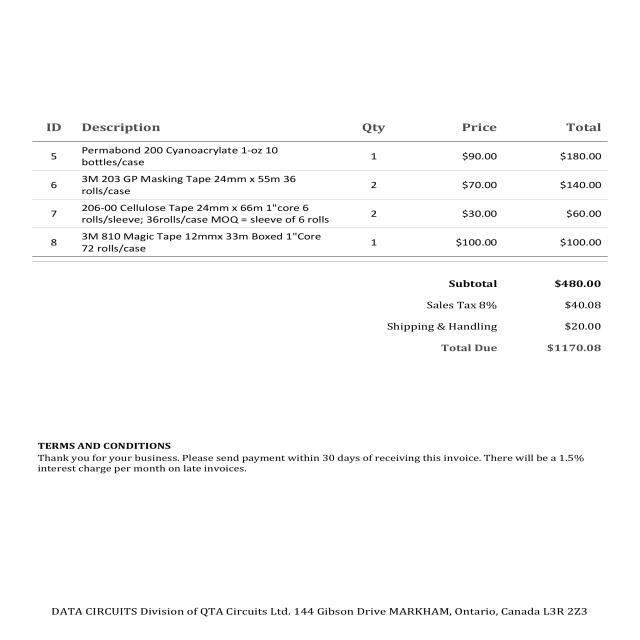 ID Description Qty Price Total
5 Permabond 200 Cyanoacrylate 1-oz 10 1 $90.00 $180.00
bottles/case
6 3M 203 GP Masking Tape 24mm x 55m 36 2 $70.00 $140.00
rolls/case
7 206-00 Cellulose Tape 24mm x 66m 1"core 6 2 $30.00 $60.00
rolls/sleeve; 36rolls/case MOQ = sleeve of 6 rolls
8 3M 810 Magic Tape 12mmx 33m Boxed 1"Core 1 $100.00 $100.00
72 rolls/case
Subtotal $480.00
Sales Tax 8% $40.08
Shipping & Handling $20.00
Total Due $1170.08
TERMS AND CONDITIONS
Thank you for your business. Please send payment within 30 days of receiving this invoice. There will be a 1.5%
interest charge per month on late invoices.
DATA CIRCUITS Division of QTA Circuits Ltd. 144 Gibson Drive MARKHAM, Ontario, Canada L3R 2Z3